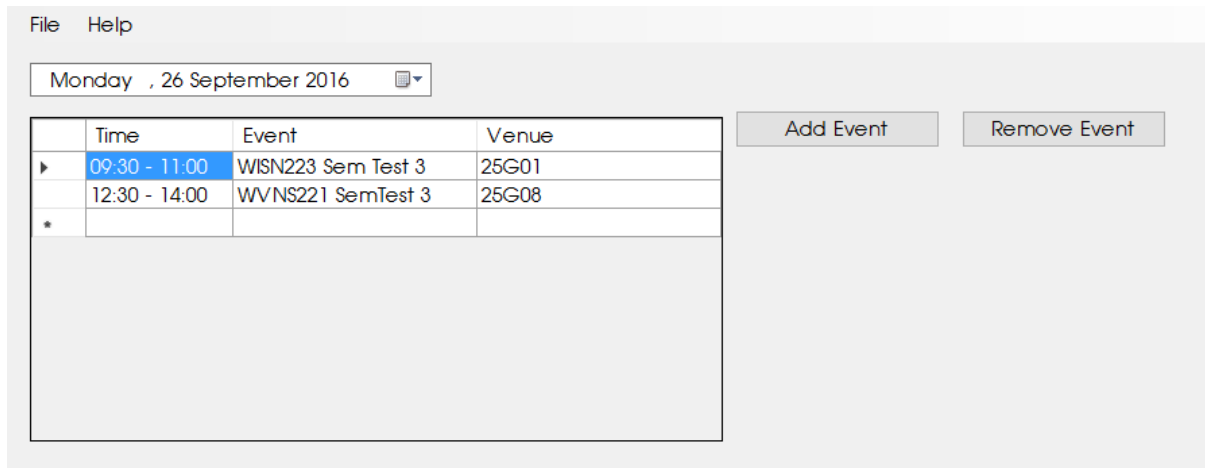 File Help
Monday , 26 September 2016
Add Event Remove Event
Time Event Venue
09:30 - 11:00 WISN223 Sem Test 3 25G01
12:30 - 14:00 WVNS221 SemTest 3 25G08
*